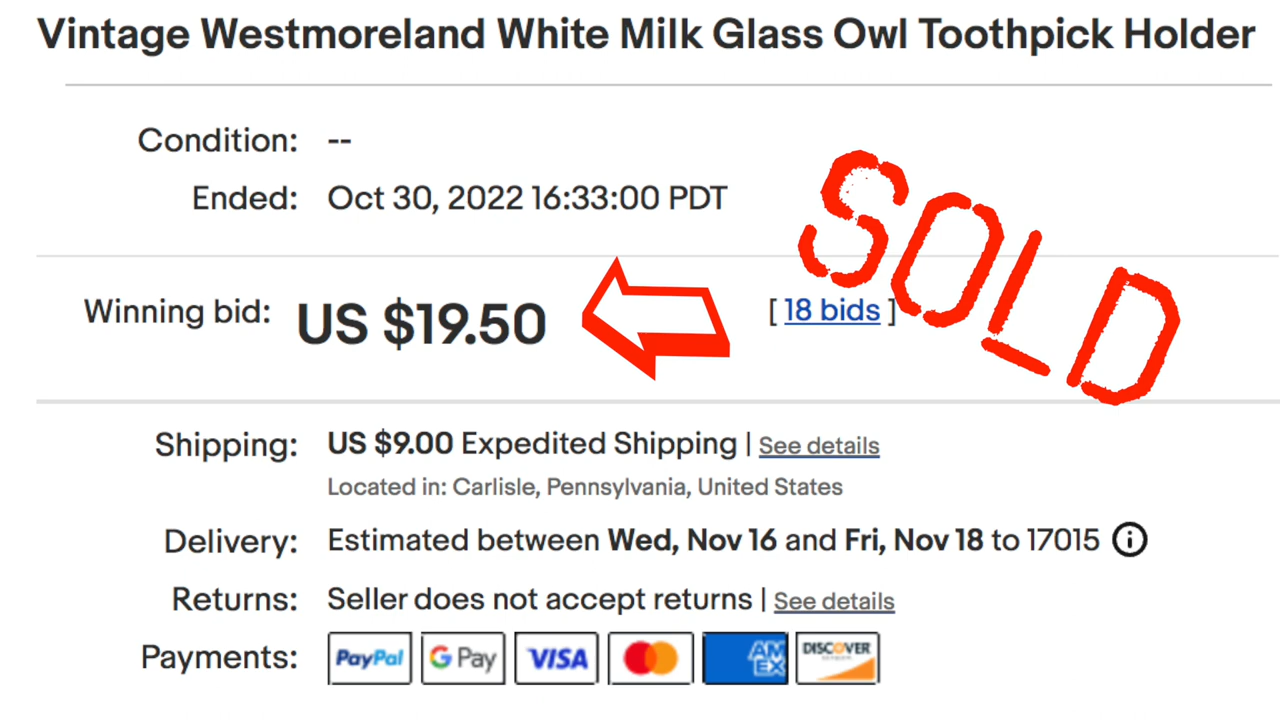 Vintage Westmoreland White Milk Glass Owl Toothpick Holder
Condition: --
Ended: Oct 30, 2022 16:33:00 PDT
Winning bid: US $19.50 [ 18 bids ]
SOLD
Shipping: US $9.00 Expedited Shipping | See details
Located in: Carlisle, Pennsylvania, United States
Delivery: Estimated between Wed, Nov 16 and Fri, Nov 18 to 17015
Returns: Seller does not accept returns | See details
Payments: PayPal G Pay VISA AM EX DISCOVER